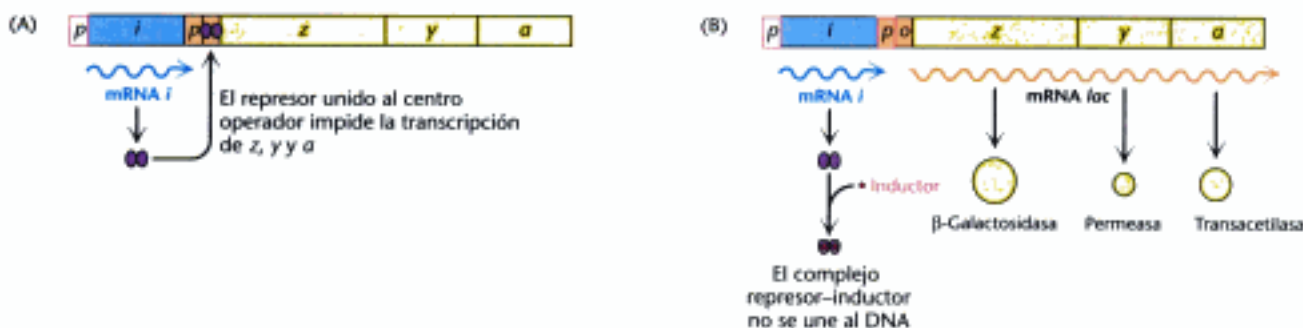 (A)
p i p z y a
mRNA i
El represor unido al centro
operador impide la transcripción
de z, y y a
(B)
p i p o z y a
mRNA i
mRNA lac
Inductor
β-Galactosidasa
Permeasa
Transacetilasa
El complejo
represor–inductor
no se une al DNA